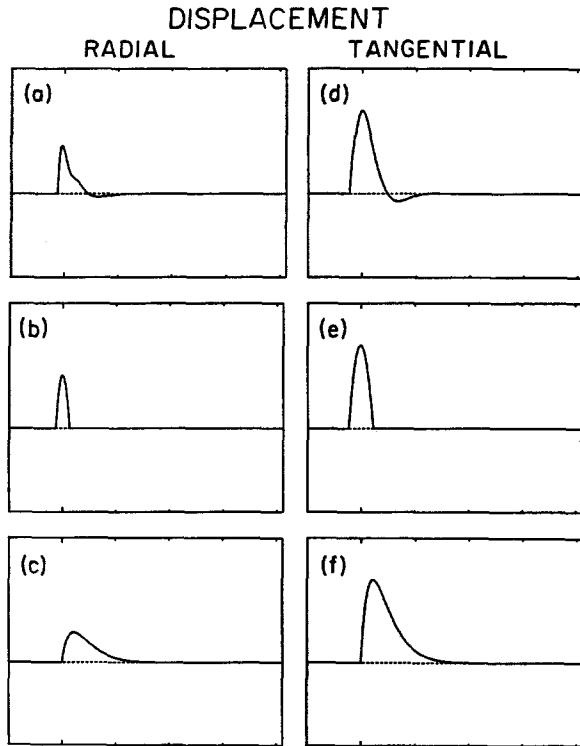 DISPLACEMENT
RADIAL TANGENTIAL
(a) (d)
(b) (e)
(c) (f)